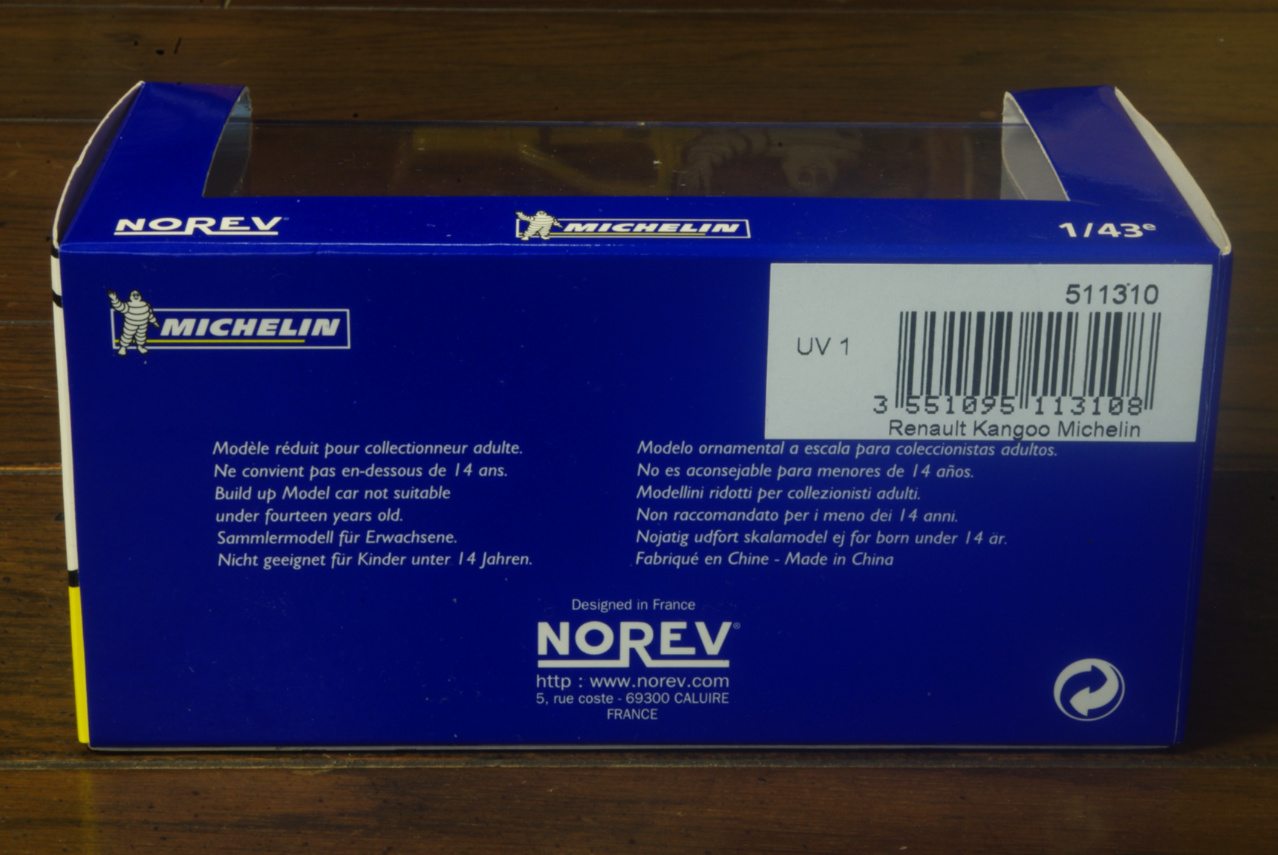 NOREV
MICHELIN
1/43e
MICHELIN
511310
UV 1
3 551095 113108
Renault Kangoo Michelin
Modèle réduit pour collectionneur adulte.
Ne convient pas en-dessous de 14 ans.
Build up Model car not suitable
under fourteen years old.
Sammlermodell für Erwachsene.
Nicht geeignet für Kinder unter 14 Jahren.
Modelo ornamental a escala para coleccionistas adultos.
No es aconsejable para menores de 14 años.
Modellini ridotti per collezionisti adulti.
Non raccomandato per i meno dei 14 anni.
Nojatig udfort skalamodel ej for born under 14 ar.
Fabriqué en Chine - Made in China
Designed in France
NOREV
http : www.norev.com
5, rue coste - 69300 CALUIRE
FRANCE